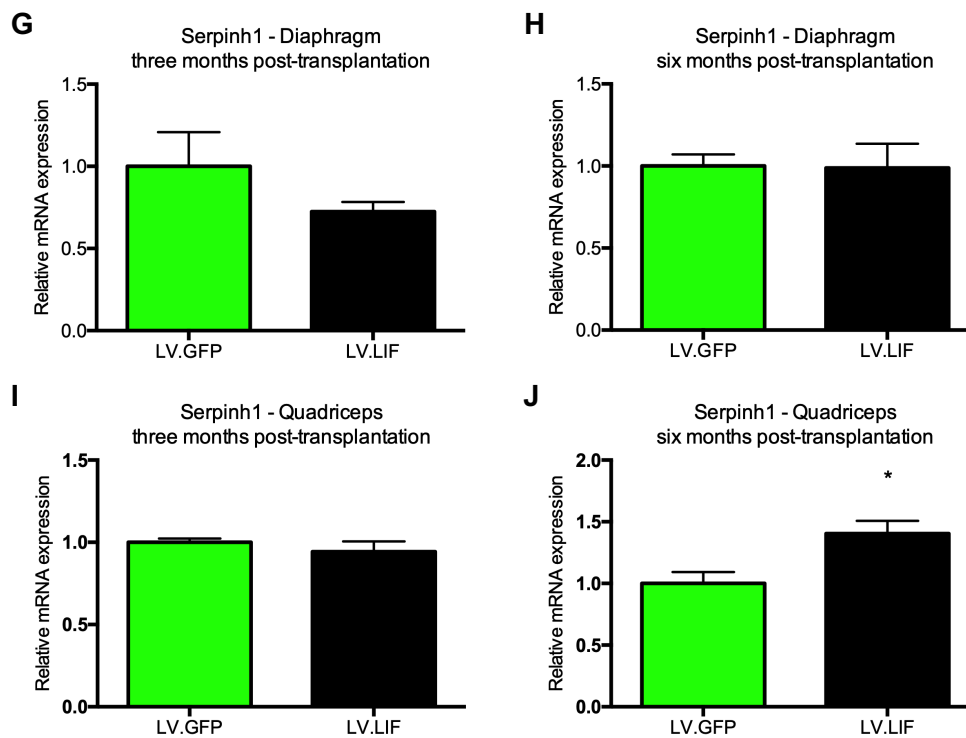 G
Serpinh1 - Diaphragm
three months post-transplantation
Relative mRNA expression
1.5
1.0
0.5
0.0
LV.GFP LV.LIF
H
Serpinh1 - Diaphragm
six months post-transplantation
Relative mRNA expression
1.5
1.0
0.5
0.0
LV.GFP LV.LIF
I
Serpinh1 - Quadriceps
three months post-transplantation
Relative mRNA expression
1.5
1.0
0.5
0.0
LV.GFP LV.LIF
J
Serpinh1 - Quadriceps
six months post-transplantation
Relative mRNA expression
2.0
1.5
1.0
0.5
0.0
*
LV.GFP LV.LIF